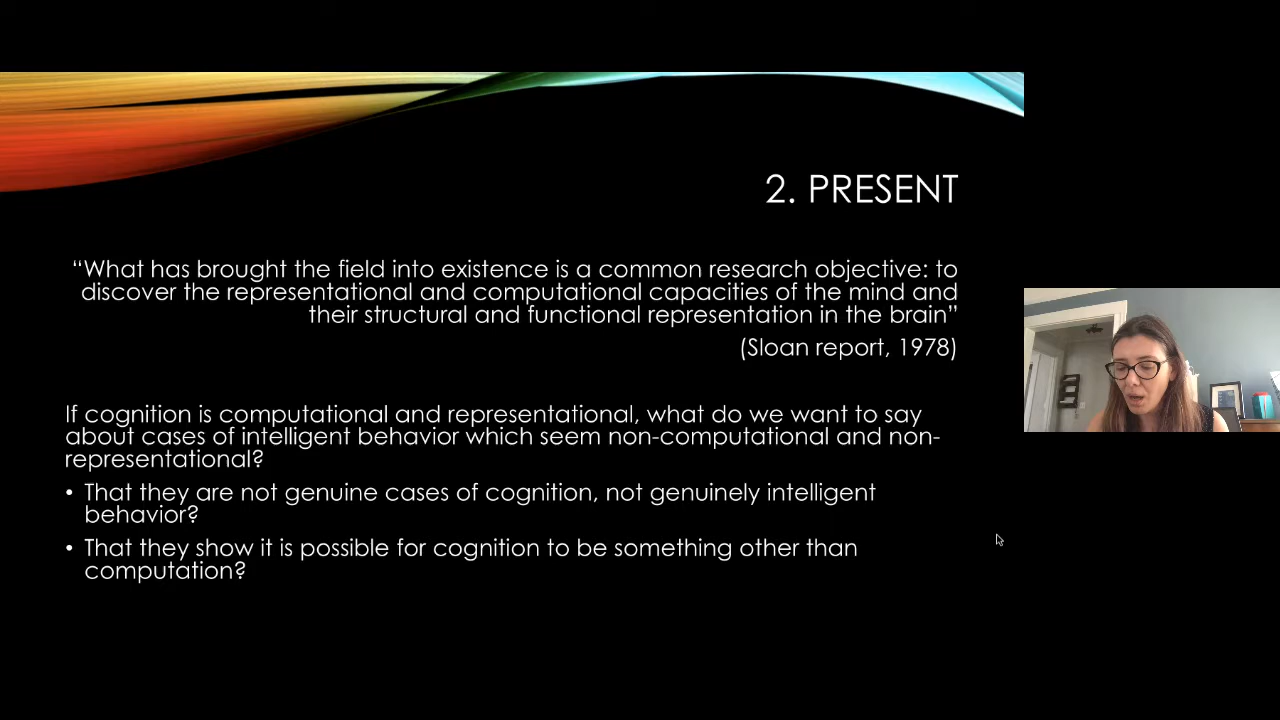 2. PRESENT
“What has brought the field into existence is a common research objective: to
discover the representational and computational capacities of the mind and
their structural and functional representation in the brain”
(Sloan report, 1978)
If cognition is computational and representational, what do we want to say
about cases of intelligent behavior which seem non-computational and non-
representational?
• That they are not genuine cases of cognition, not genuinely intelligent
behavior?
• That they show it is possible for cognition to be something other than
computation?